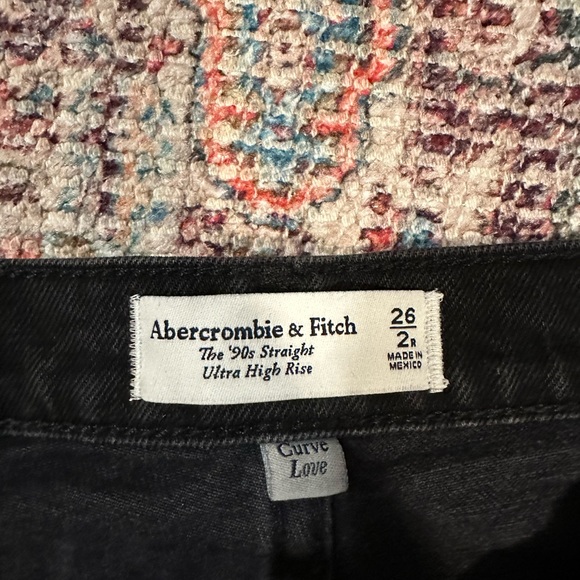 Abercrombie & Fitch
The '90s Straight
Ultra High Rise
26
2R
MADE IN
MEXICO
Curve
Love